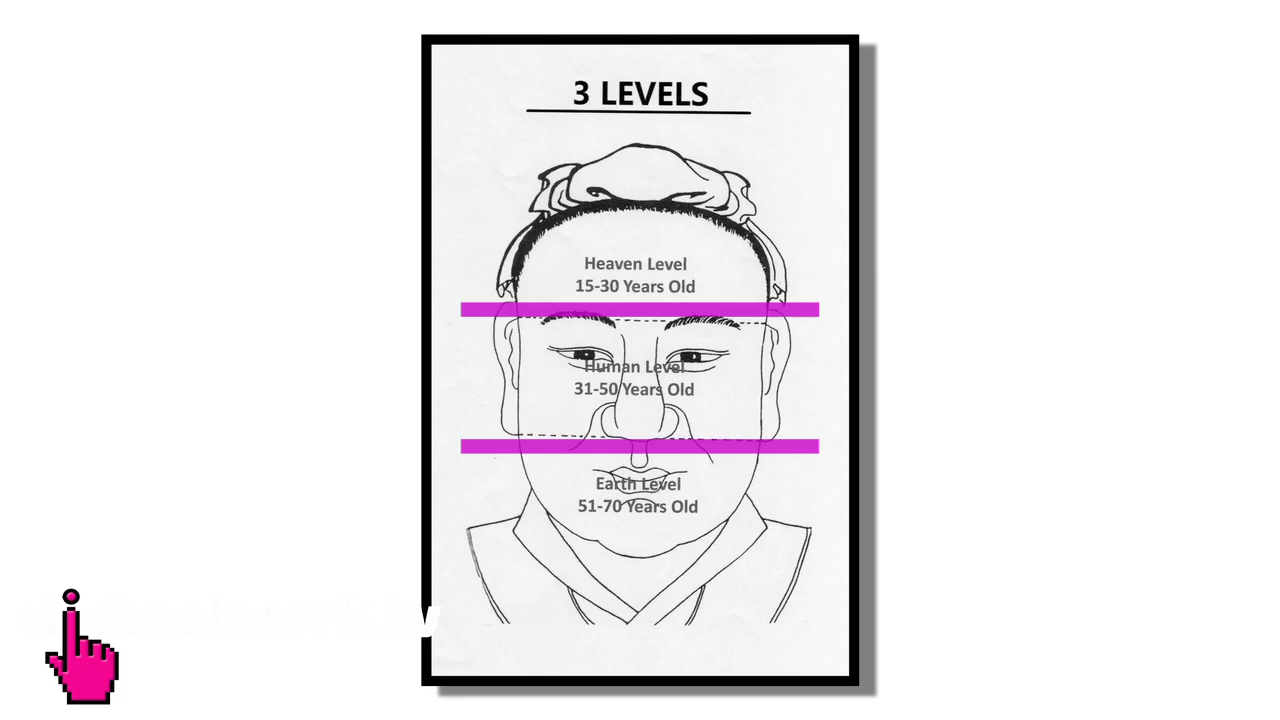 3 LEVELS
Heaven Level
15-30 Years Old
Human Level
31-50 Years Old
Earth Level
51-70 Years Old